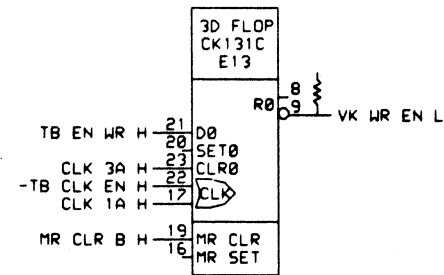 3D FLOP
CK131C
E13
R0 8
9 VK WR EN L
TB EN WR H 21 D0
20 SET0
CLK 3A H 23 CLR0
-TB CLK EN H 22 CLK
CLK 1A H 17
MR CLR B H 19 MR CLR
16 MR SET